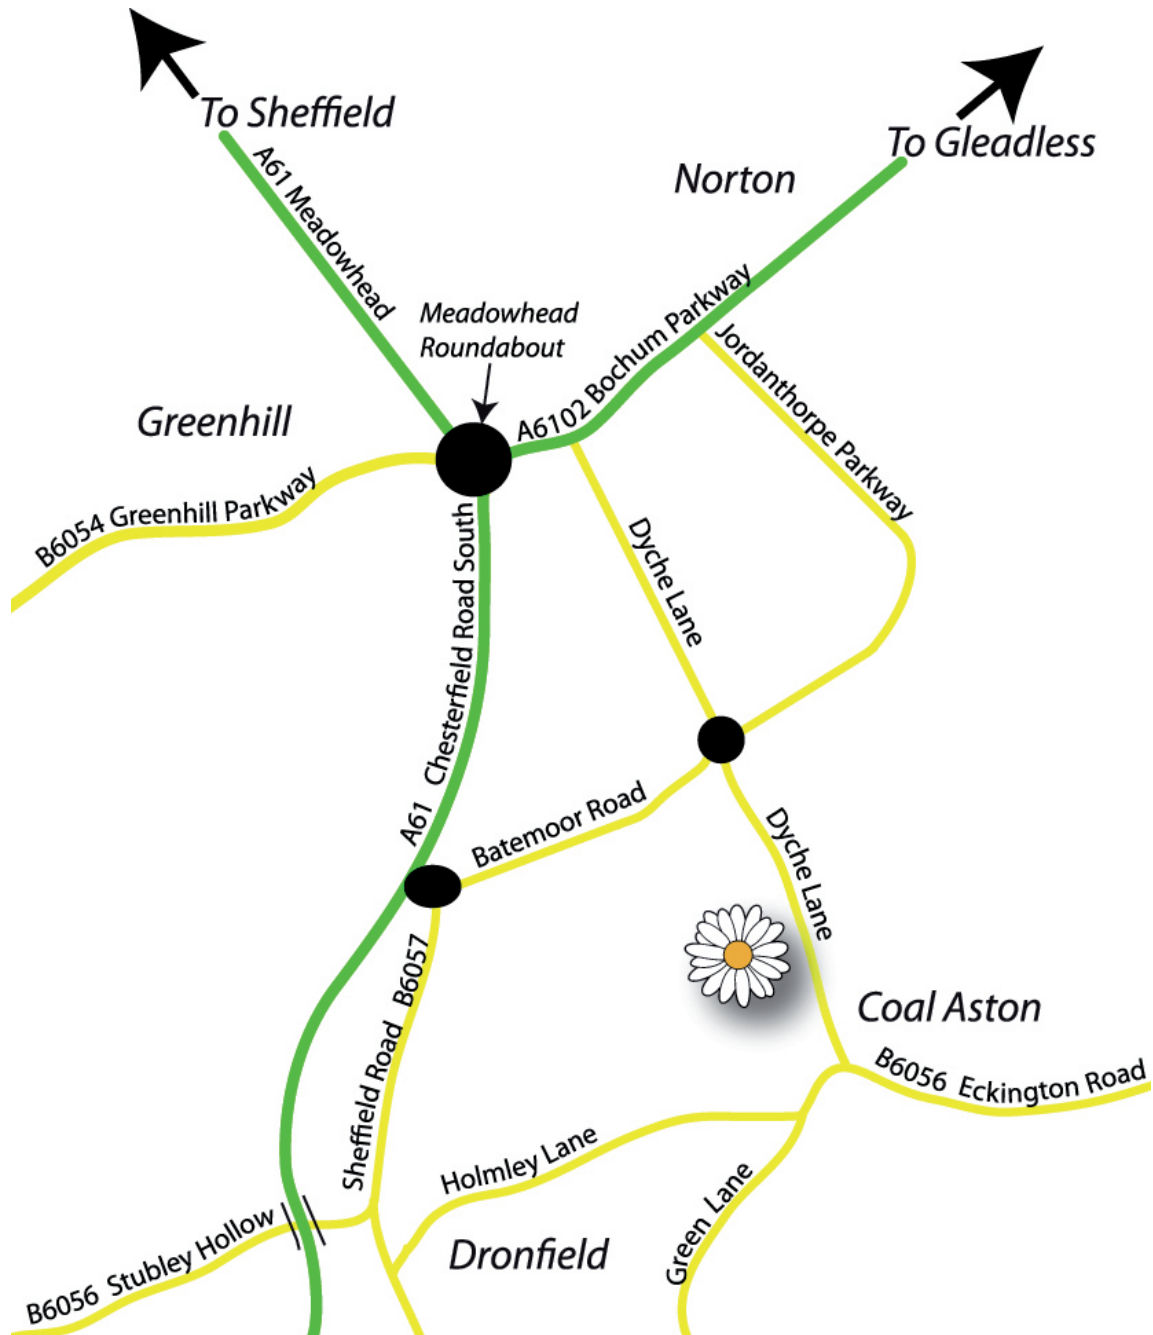 To Sheffield
To Gleadless
A61 Meadowhead
Norton
Meadowhead
Roundabout
A6102 Bochum Parkway
Jordanthorpe Parkway
Greenhill
B6054 Greenhill Parkway
A61 Chesterfield Road South
Dyche Lane
Batemoor Road
Dyche Lane
Sheffield Road B6057
Coal Aston
B6056 Eckington Road
Holmley Lane
Green Lane
Dronfield
B6056 Stubley Hollow